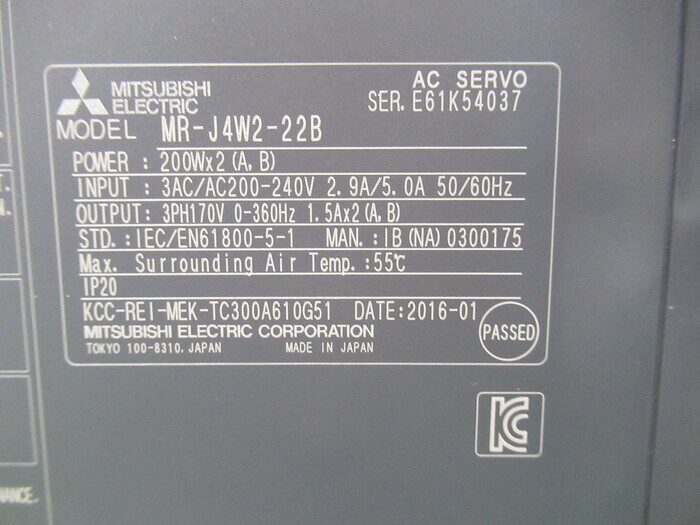 MITSUBISHI
ELECTRIC
AC SERVO
SER. E61K54037
MODEL MR-J4W2-22B
POWER : 200Wx2 (A, B)
INPUT : 3AC/AC200-240V 2.9A/5.0A 50/60Hz
OUTPUT: 3PH170V 0-360Hz 1.5Ax2 (A, B)
STD. : IEC/EN61800-5-1 MAN. : IB (NA) 0300175
Max. Surrounding Air Temp. : 55℃
IP20
KCC-REI-MEK-TC300A610G51 DATE:2016-01
MITSUBISHI ELECTRIC CORPORATION
PASSED
TOKYO 100-8310, JAPAN MADE IN JAPAN